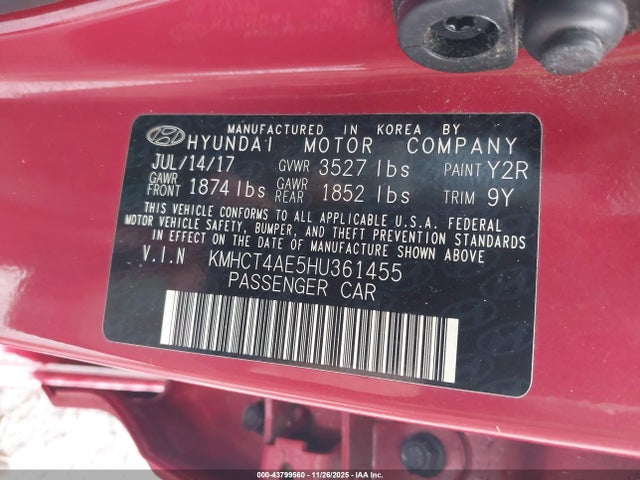 MANUFACTURED IN KOREA BY
HYUNDAI MOTOR COMPANY
JUL/14/17 GVWR 3527 lbs PAINT Y2R
GAWR FRONT 1874 lbs GAWR REAR 1852 lbs TRIM 9Y
THIS VEHICLE CONFORMS TO ALL APPLICABLE U.S.A. FEDERAL
MOTOR VEHICLE SAFETY, BUMPER, AND THEFT PREVENTION STANDARDS
IN EFFECT ON THE DATE OF MANUFACTURE SHOWN ABOVE
V.I.N KMHCT4AE5HU361455
PASSENGER CAR
000-43799560 - 11/26/2025 - IAAI.COM